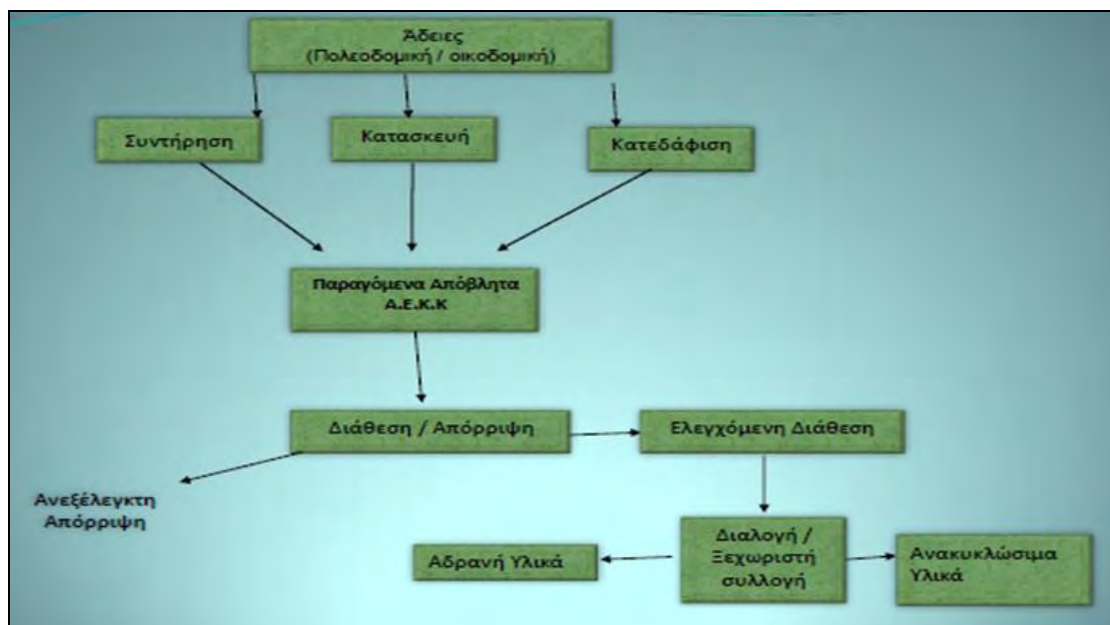 Άδειες
(Πολεοδομική / οικοδομική)
Συντήρηση
Κατασκευή
Κατεδάφιση
Παραγόμενα Απόβλητα
Α.Ε.Κ.Κ
Διάθεση / Απόρριψη
Ελεγχόμενη Διάθεση
Ανεξέλεγκτη
Απόρριψη
Αδρανή Υλικά
Διαλογή /
Ξεχωριστή
συλλογή
Ανακυκλώσιμα
Υλικά